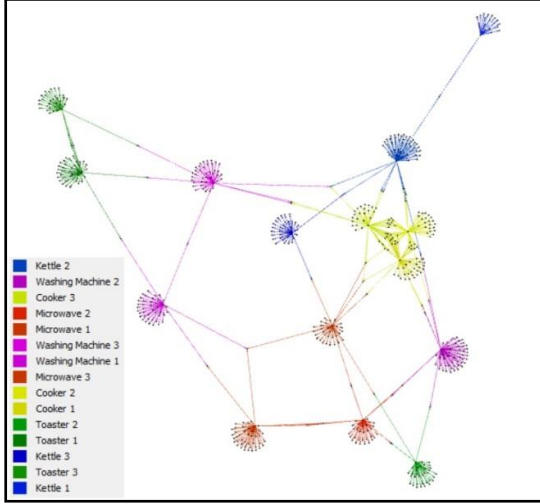 Kettle 2
Washing Machine 2
Cooker 3
Microwave 2
Microwave 1
Washing Machine 3
Washing Machine 1
Microwave 3
Cooker 2
Cooker 1
Toaster 2
Toaster 1
Kettle 3
Toaster 3
Kettle 1